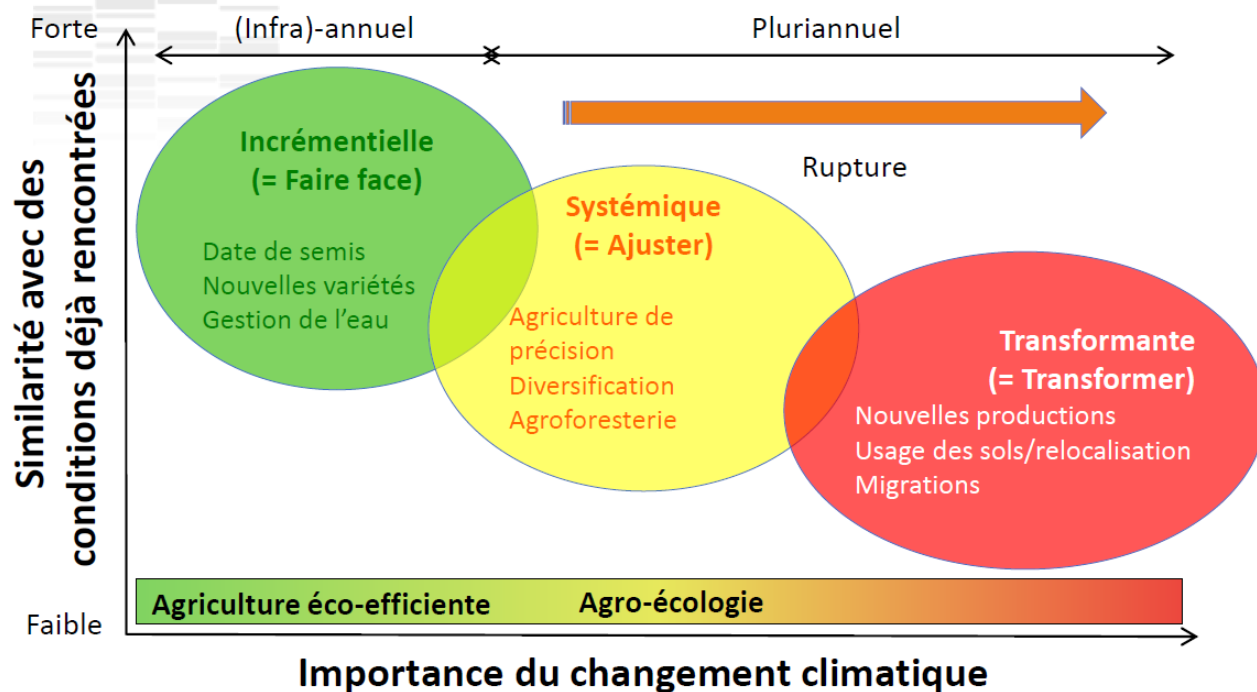 Forte
(Infra)-annuel
Pluriannuel
Similarité avec des
conditions déjà rencontrées
Incrémentielle
(= Faire face)
Date de semis
Nouvelles variétés
Gestion de l'eau
Rupture
Systémique
(= Ajuster)
Agriculture de
précision
Diversification
Agroforesterie
Transformante
(= Transformer)
Nouvelles productions
Usage des sols/relocalisation
Migrations
Agriculture éco-efficiente
Agro-écologie
Faible
Importance du changement climatique